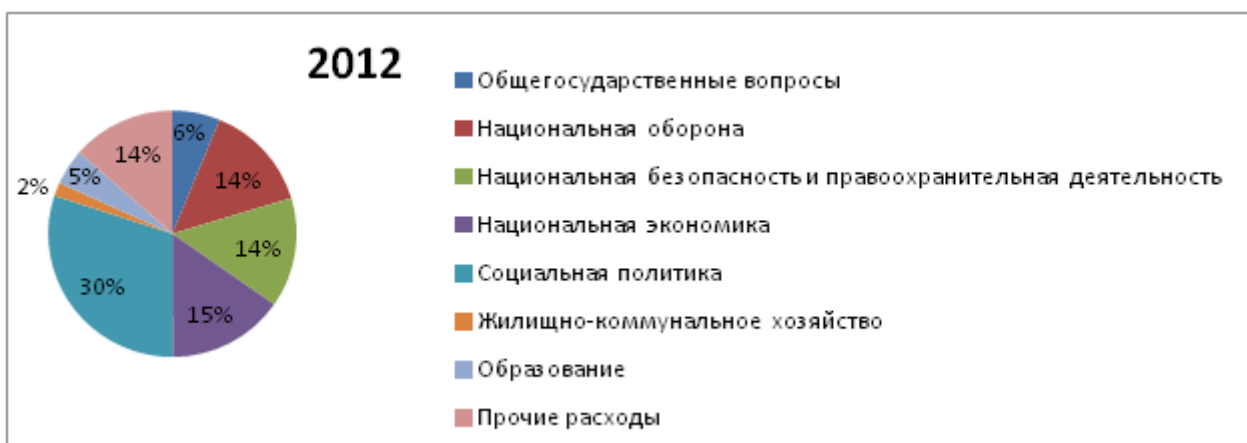 2012
6%
14%
14%
15%
30%
2%
5%
14%
Общегосударственные вопросы
Национальная оборона
Национальная безопасность и правоохранительная деятельность
Национальная экономика
Социальная политика
Жилищно-коммунальное хозяйство
Образование
Прочие расходы